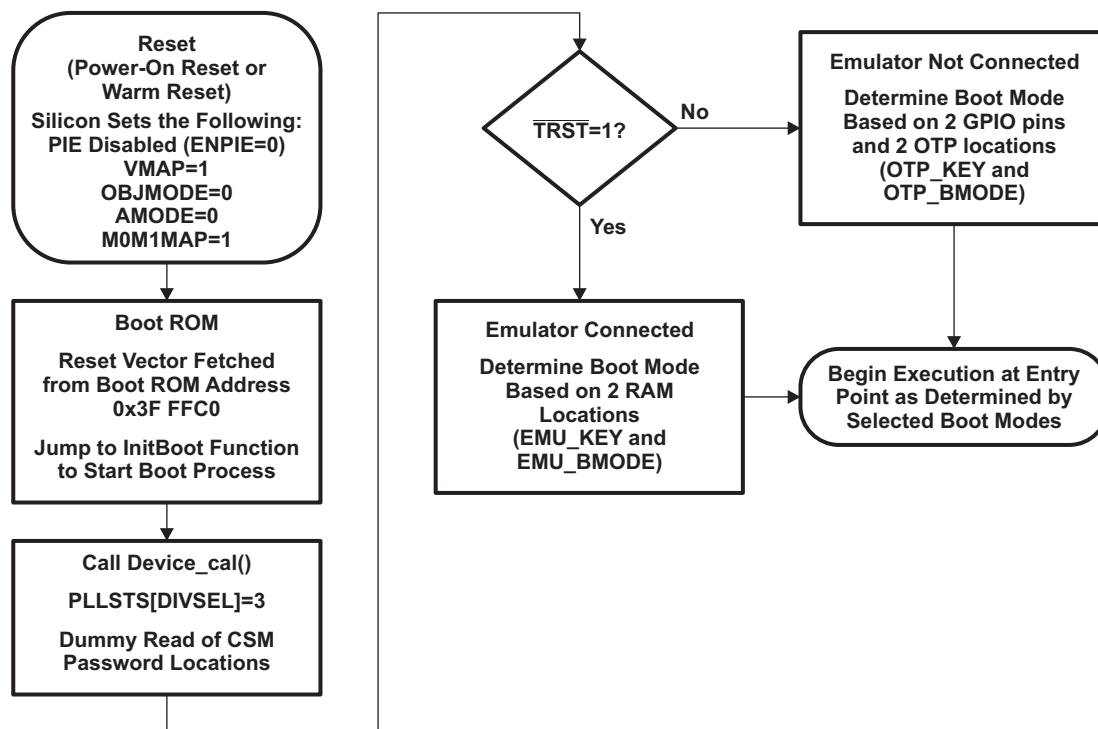 Reset
(Power-On Reset or
Warm Reset)
Silicon Sets the Following:
PIE Disabled (ENPIE=0)
VMAP=1
OBJMODE=0
AMODE=0
M0M1MAP=1
Boot ROM
Reset Vector Fetched
from Boot ROM Address
0x3F FFC0
Jump to InitBoot Function
to Start Boot Process
Call Device_cal()
PLLSTS[DIVSEL]=3
Dummy Read of CSM
Password Locations
TRST=1?
No
Yes
Emulator Not Connected
Determine Boot Mode
Based on 2 GPIO pins
and 2 OTP locations
(OTP_KEY and
OTP_BMODE)
Emulator Connected
Determine Boot Mode
Based on 2 RAM
Locations
(EMU_KEY and
EMU_BMODE)
Begin Execution at Entry
Point as Determined by
Selected Boot Modes